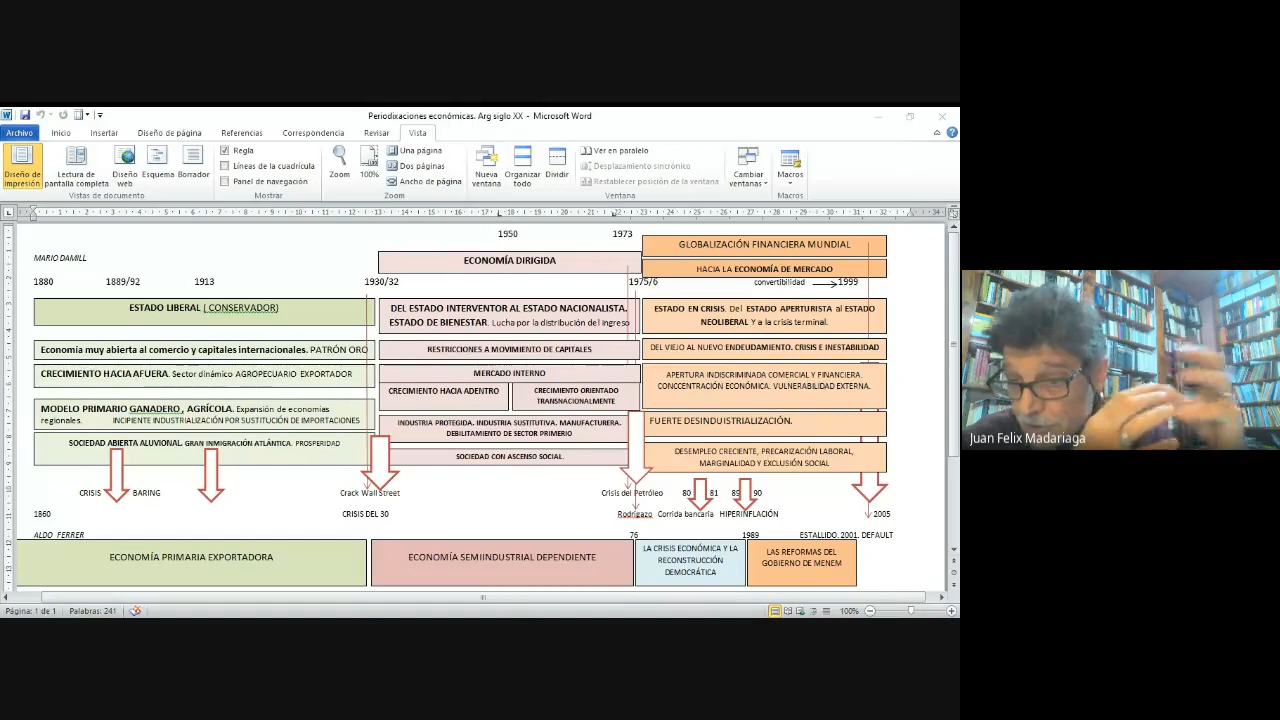 Periodixaciones económicas. Arg siglo XX - Microsoft Word
Archivo Inicio Insertar Diseño de página Referencias Correspondencia Revisar Vista
Diseño de impresión
Lectura de pantalla completa
Diseño web
Esquema
Borrador
Vistas de documento
Regla
Líneas de la cuadrícula
Panel de navegación
Mostrar
Zoom
100%
Una página
Dos páginas
Ancho de página
Zoom
Nueva ventana
Organizar todo
Dividir
Ver en paralelo
Desplazamiento sincrónico
Restablecer posición de la ventana
Ventana
Cambiar ventanas
Macros
Macros
1950 1973
GLOBALIZACIÓN FINANCIERA MUNDIAL
MARIO DAMILL
ECONOMÍA DIRIGIDA
HACIA LA ECONOMÍA DE MERCADO
1880 1889/92 1913 1930/32 1975/6 convertibilidad 1999
ESTADO LIBERAL ( CONSERVADOR)
DEL ESTADO INTERVENTOR AL ESTADO NACIONALISTA.
ESTADO DE BIENESTAR. Lucha por la distribución del ingreso
ESTADO EN CRISIS. Del ESTADO APERTURISTA al ESTADO
NEOLIBERAL Y a la crisis terminal.
Economía muy abierta al comercio y capitales internacionales. PATRÓN ORO
RESTRICCIONES A MOVIMIENTO DE CAPITALES
DEL VIEJO AL NUEVO ENDEUDAMIENTO. CRISIS E INESTABILIDAD
CRECIMIENTO HACIA AFUERA. Sector dinámico AGROPECUARIO EXPORTADOR
MERCADO INTERNO
CRECIMIENTO HACIA ADENTRO
CRECIMIENTO ORIENTADO
TRANSNACIONALMENTE
APERTURA INDISCRIMINADA COMERCIAL Y FINANCIERA.
CONCCENTRACIÓN ECONÓMICA. VULNERABILIDAD EXTERNA.
MODELO PRIMARIO GANADERO , AGRÍCOLA. Expansión de economías
regionales. INCIPIENTE INDUSTRIALIZACIÓN POR SUSTITUCIÓN DE IMPORTACIONES
INDUSTRIA PROTEGIDA. INDUSTRIA SUSTITUTIVA. MANUFACTURERA.
DEBILITAMIENTO DE SECTOR PRIMERIO
FUERTE DESINDUISTRIALIZACIÓN.
SOCIEDAD ABIERTA ALUVIONAL. GRAN INMIGRACIÓN ATLÁNTICA. PROSPERIDAD
SOCIEDAD CON ASCENSO SOCIAL.
DESEMPLEO CRECIENTE, PRECARIZACIÓN LABORAL,
MARGINALIDAD Y EXCLUSIÓN SOCIAL
CRISIS BARING Crack Wall Street Crisis del Petróleo 80 81 89 90
1860 CRISIS DEL 30 Rodrigazo Corrida bancaria HIPERINFLACIÓN 2005
ALDO FERRER 76 1989 ESTALLIDO. 2001. DEFAULT
ECONOMÍA PRIMARIA EXPORTADORA
ECONOMÍA SEMIINDUSTRIAL DEPENDIENTE
LA CRISIS ECONÓMICA Y LA
RECONSTRUCCIÓN
DEMOCRÁTICA
LAS REFORMAS DEL
GOBIERNO DE MENEM
Página: 1 de 1 Palabras: 241 100%
Juan Felix Madariaga